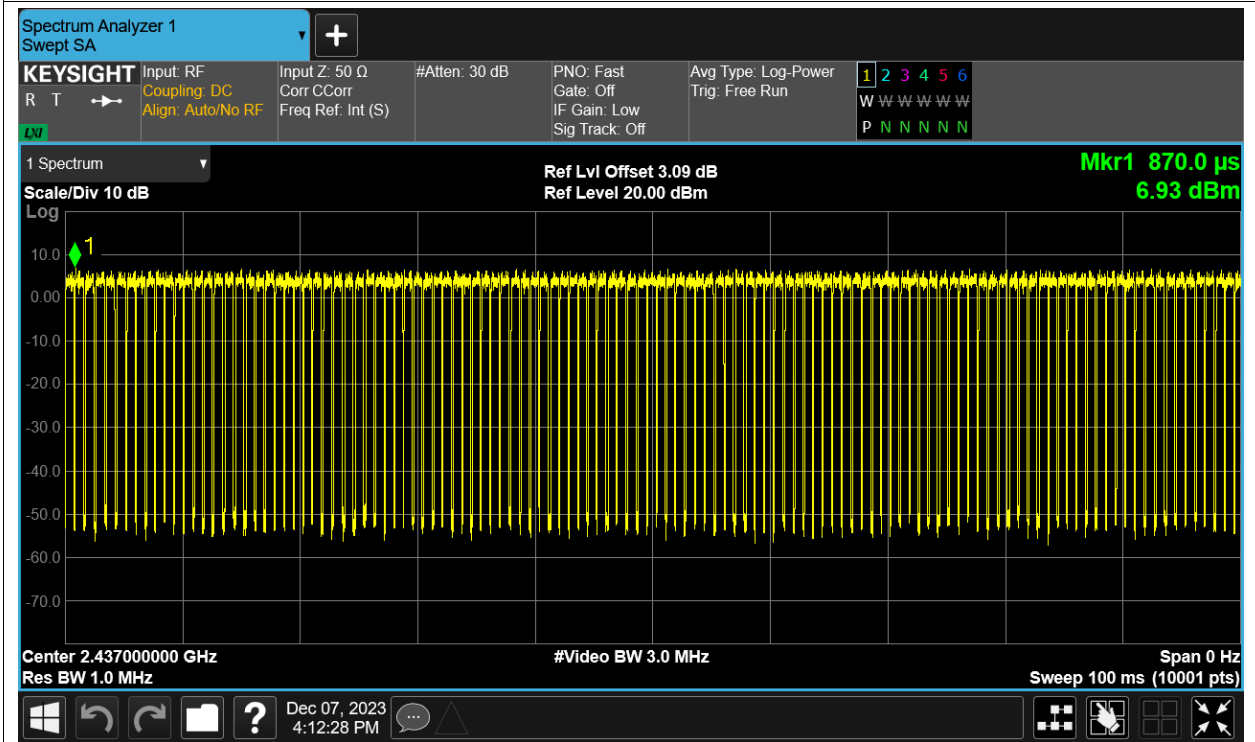 Spectrum Analyzer 1
Swept SA
KEYSIGHT
R T
LXI
Input: RF
Coupling: DC
Align: Auto/No RF
Input Z: 50 Ω
Corr CCorr
Freq Ref: Int (S)
#Atten: 30 dB
PNO: Fast
Gate: Off
IF Gain: Low
Sig Track: Off
Avg Type: Log-Power
Trig: Free Run
1 2 3 4 5 6
W W W W W W
P N N N N N
1 Spectrum
Scale/Div 10 dB
Ref Lvl Offset 3.09 dB
Ref Level 20.00 dBm
Mkr1 870.0 µs
6.93 dBm
Log
1
10.0
0.00
-10.0
-20.0
-30.0
-40.0
-50.0
-60.0
-70.0
Center 2.437000000 GHz
Res BW 1.0 MHz
#Video BW 3.0 MHz
Span 0 Hz
Sweep 100 ms (10001 pts)
Dec 07, 2023
4:12:28 PM